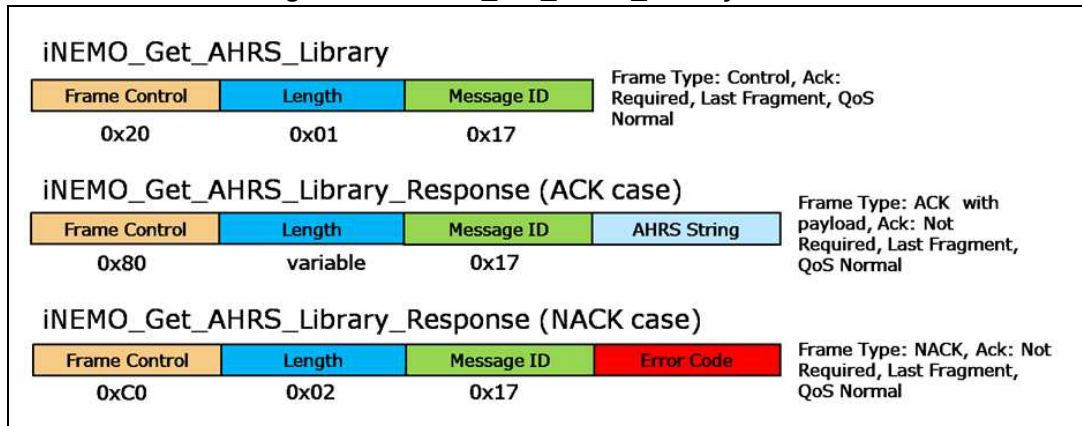 iNEMO_Get_AHRS_Library
Frame Control Length Message ID
0x20 0x01 0x17
Frame Type: Control, Ack:
Required, Last Fragment, QoS
Normal
iNEMO_Get_AHRS_Library_Response (ACK case)
Frame Control Length Message ID AHRS String
0x80 variable 0x17
Frame Type: ACK with
payload, Ack: Not
Required, Last Fragment,
QoS Normal
iNEMO_Get_AHRS_Library_Response (NACK case)
Frame Control Length Message ID Error Code
0xC0 0x02 0x17
Frame Type: NACK, Ack: Not
Required, Last Fragment,
QoS Normal